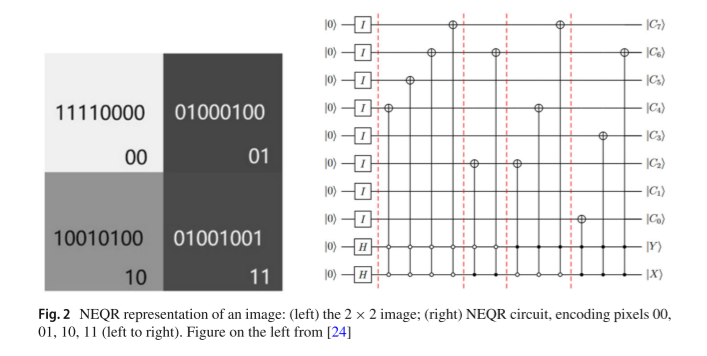 11110000 01000100
00 01
10010100 01001001
10 11
|0⟩ I |C₇⟩
|0⟩ I |C₆⟩
|0⟩ I |C₅⟩
|0⟩ I |C₄⟩
|0⟩ I |C₃⟩
|0⟩ I |C₂⟩
|0⟩ I |C₁⟩
|0⟩ I |C₀⟩
|0⟩ H |Y⟩
|0⟩ H |X⟩
Fig. 2 NEQR representation of an image: (left) the 2 × 2 image; (right) NEQR circuit, encoding pixels 00,
01, 10, 11 (left to right). Figure on the left from [24]